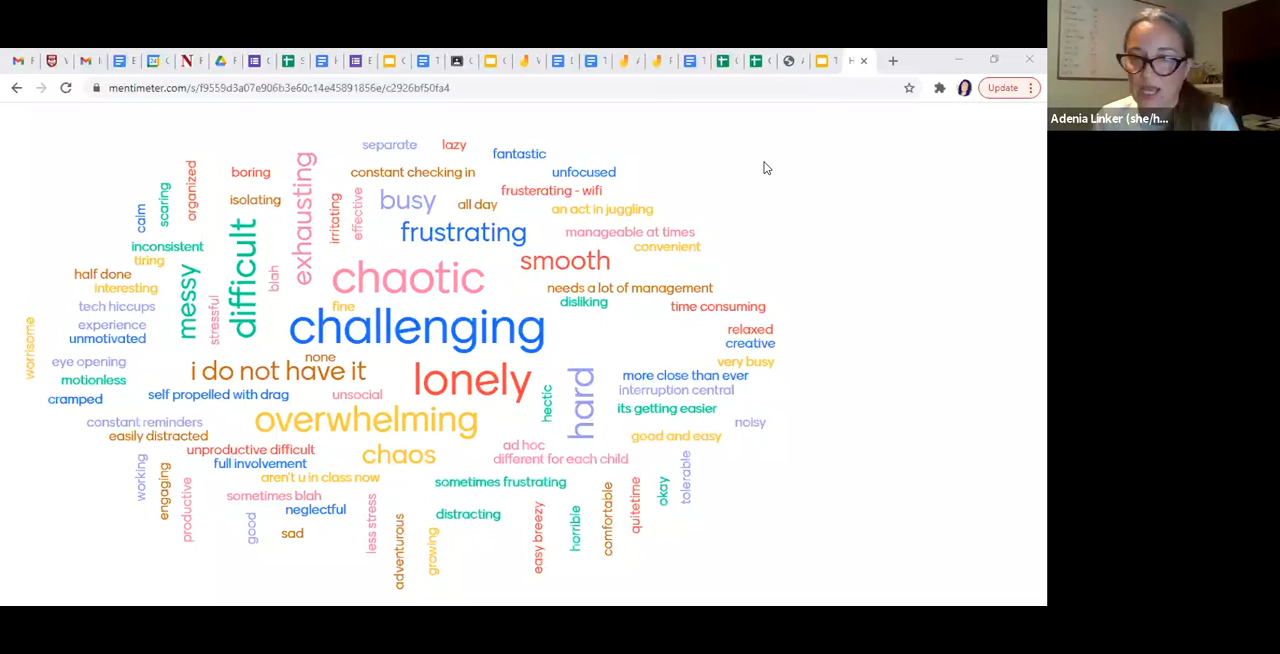 mentimeter.com/s/f9559d3a07e906b3e60c14e45891856e/c2926bf50fa4
Update
Adenia Linker (she/h...
separate
lazy
fantastic
boring
constant checking in
unfocused
organized
scaring
calm
isolating
exhausting
irritating
effective
busy
all day
frusterating - wifi
an act in juggling
frustrating
manageable at times
convenient
inconsistent
tiring
difficult
smooth
half done
interesting
messy
blah
chaotic
needs a lot of management
disliking
tech hiccups
stressful
fine
time consuming
experience
unmotivated
challenging
relaxed
creative
worrisome
eye opening
none
i do not have it
very busy
motionless
lonely
hard
more close than ever
interruption central
cramped
self propelled with drag
unsocial
hectic
its getting easier
constant reminders
overwhelming
noisy
easily distracted
good and easy
unproductive difficult
chaos
ad hoc
full involvement
different for each child
working
engaging
productive
aren't u in class now
sometimes frustrating
tolerable
okay
quitetime
comfortable
sometimes blah
neglectful
less stress
distracting
easy breezy
horrible
good
sad
adventurous
growing